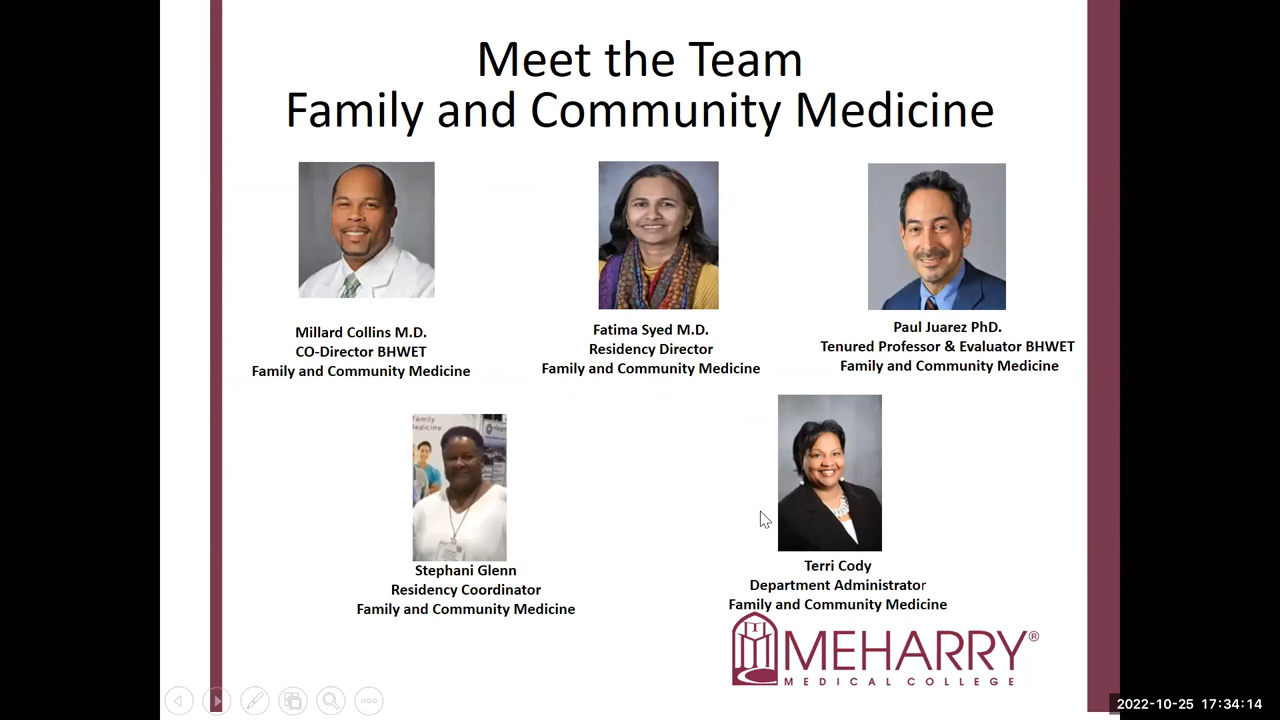 Meet the Team
Family and Community Medicine
Millard Collins M.D.
CO-Director BHWET
Family and Community Medicine
Fatima Syed M.D.
Residency Director
Family and Community Medicine
Paul Juarez PhD.
Tenured Professor & Evaluator BHWET
Family and Community Medicine
Family
Medicine
Stephani Glenn
Residency Coordinator
Family and Community Medicine
Terri Cody
Department Administrator
Family and Community Medicine
MEHARRY®
MEDICAL COLLEGE
2022-10-25 17:34:14